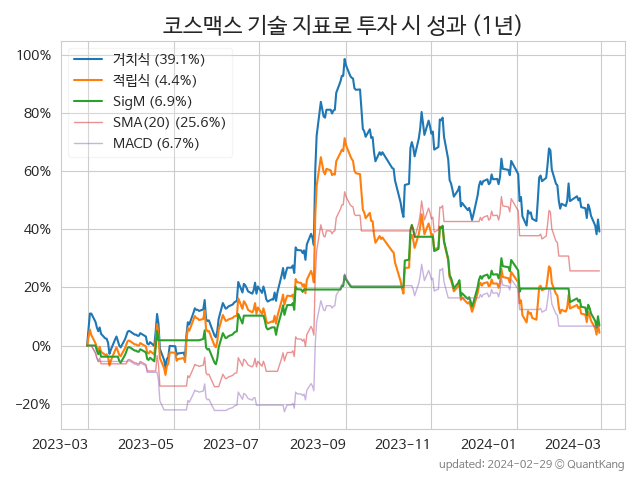 코스맥스 기술 지표로 투자 시 성과 (1년)
거치식 (39.1%)
적립식 (4.4%)
SigM (6.9%)
SMA(20) (25.6%)
MACD (6.7%)
100%
80%
60%
40%
20%
0%
−20%
2023-03 2023-05 2023-07 2023-09 2023-11 2024-01 2024-03
updated: 2024-02-29 © QuantKang